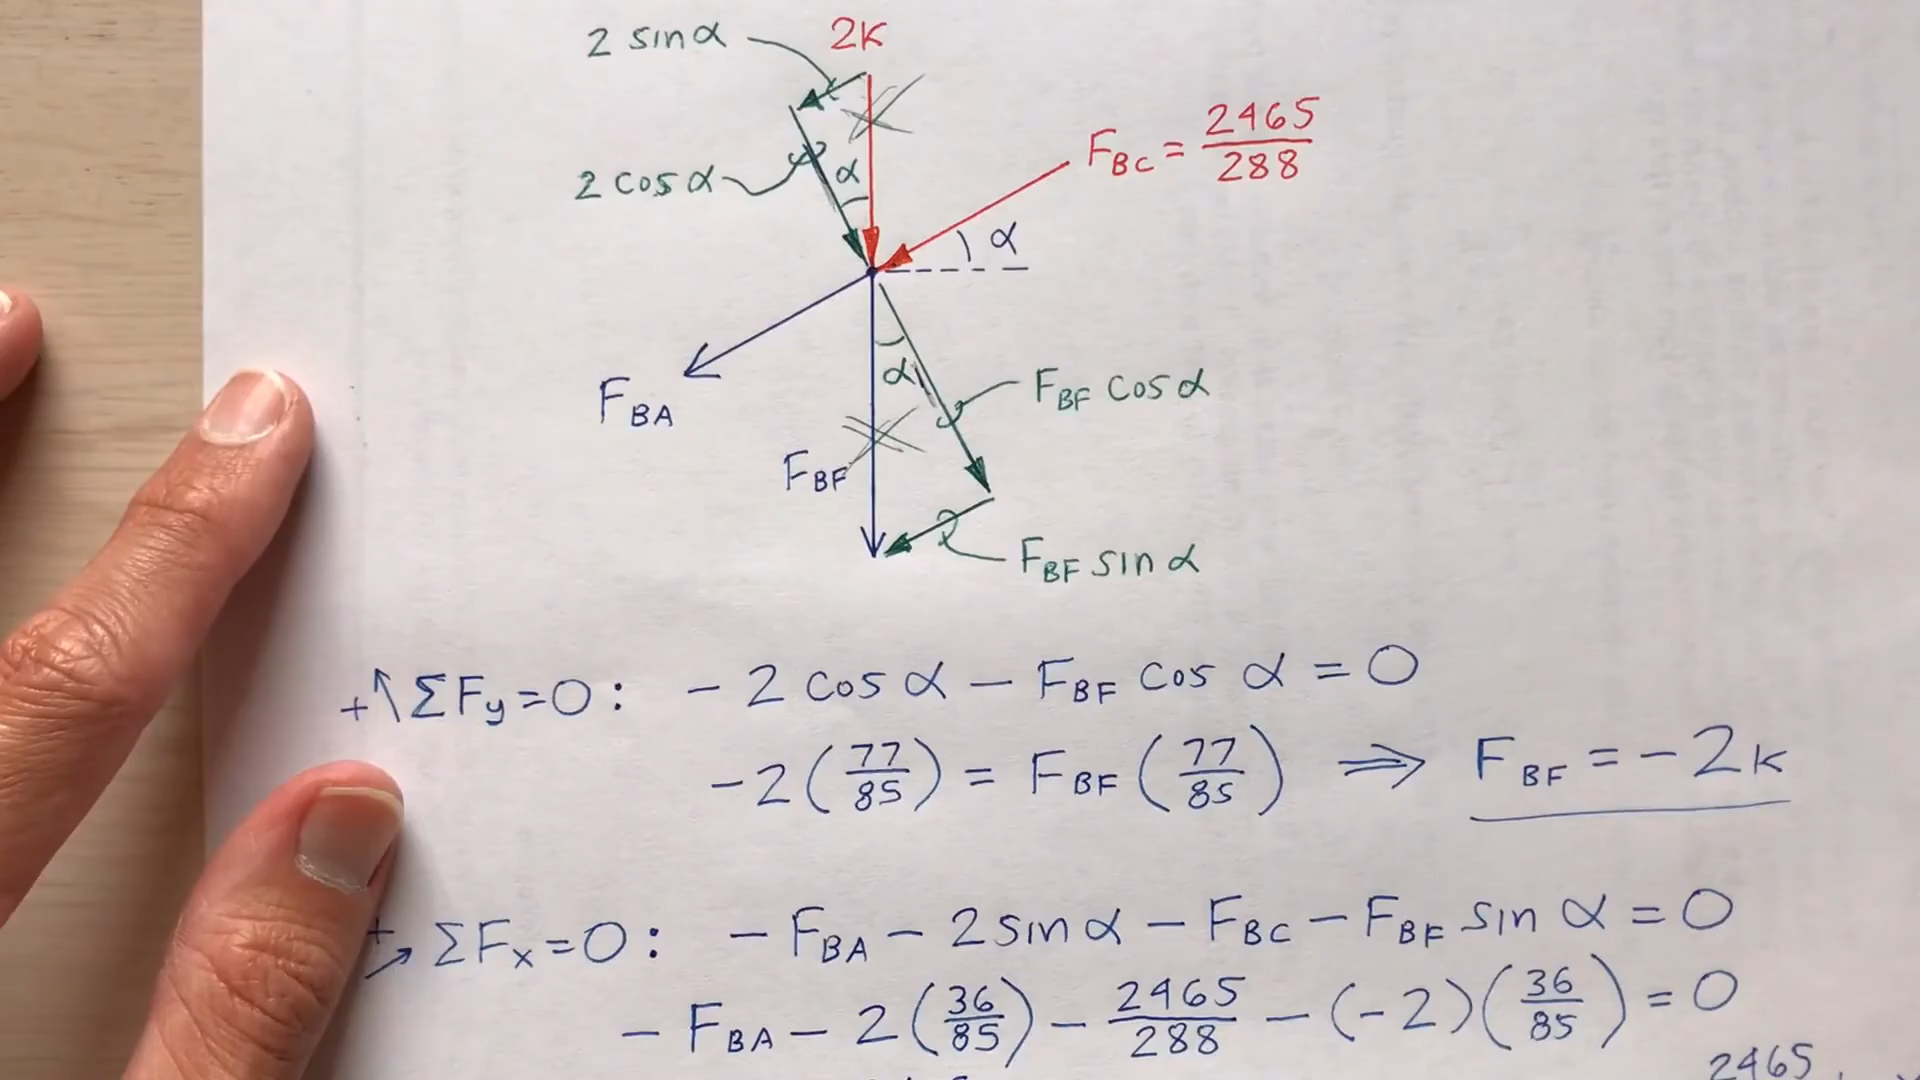 2 sin α
2K
F_BC = 2465/288
2 cos α
α
α
F_BA
α
F_BF cos α
F_BF
F_BF sin α
+↖ ΣF_y = 0 : - 2 cos α - F_BF cos α = 0
-2 (77/85) = F_BF (77/85) ⇒ F_BF = -2K
+↗ ΣF_x = 0 : - F_BA - 2 sin α - F_BC - F_BF sin α = 0
- F_BA - 2 (36/85) - 2465/288 - (-2)(36/85) = 0
2465